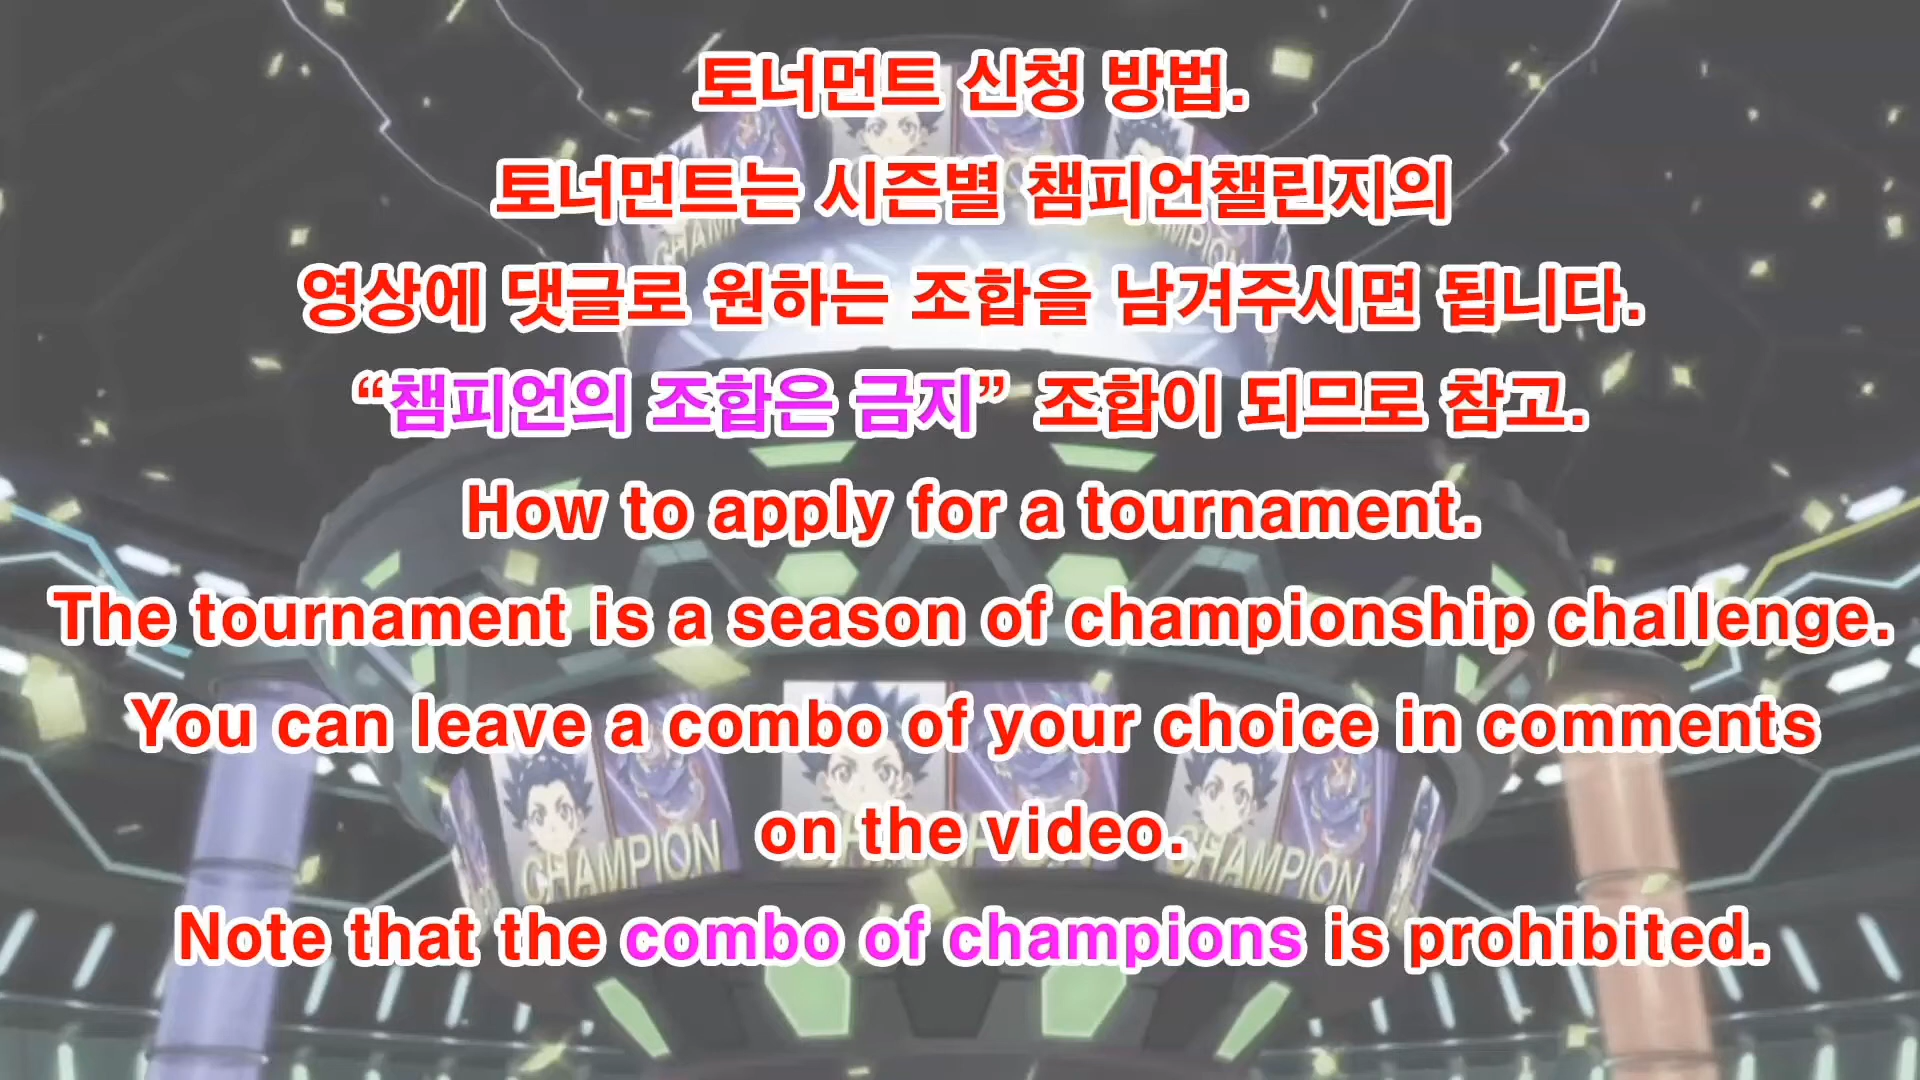 토너먼트 신청 방법.
토너먼트는 시즌별 챔피언챌린지의
영상에 댓글로 원하는 조합을 남겨주시면 됩니다.
“챔피언의 조합은 금지” 조합이 되므로 참고.
How to apply for a tournament.
The tournament is a season of championship challenge.
You can leave a combo of your choice in comments
on the video.
Note that the combo of champions is prohibited.
CHAMPION
CHAMPION